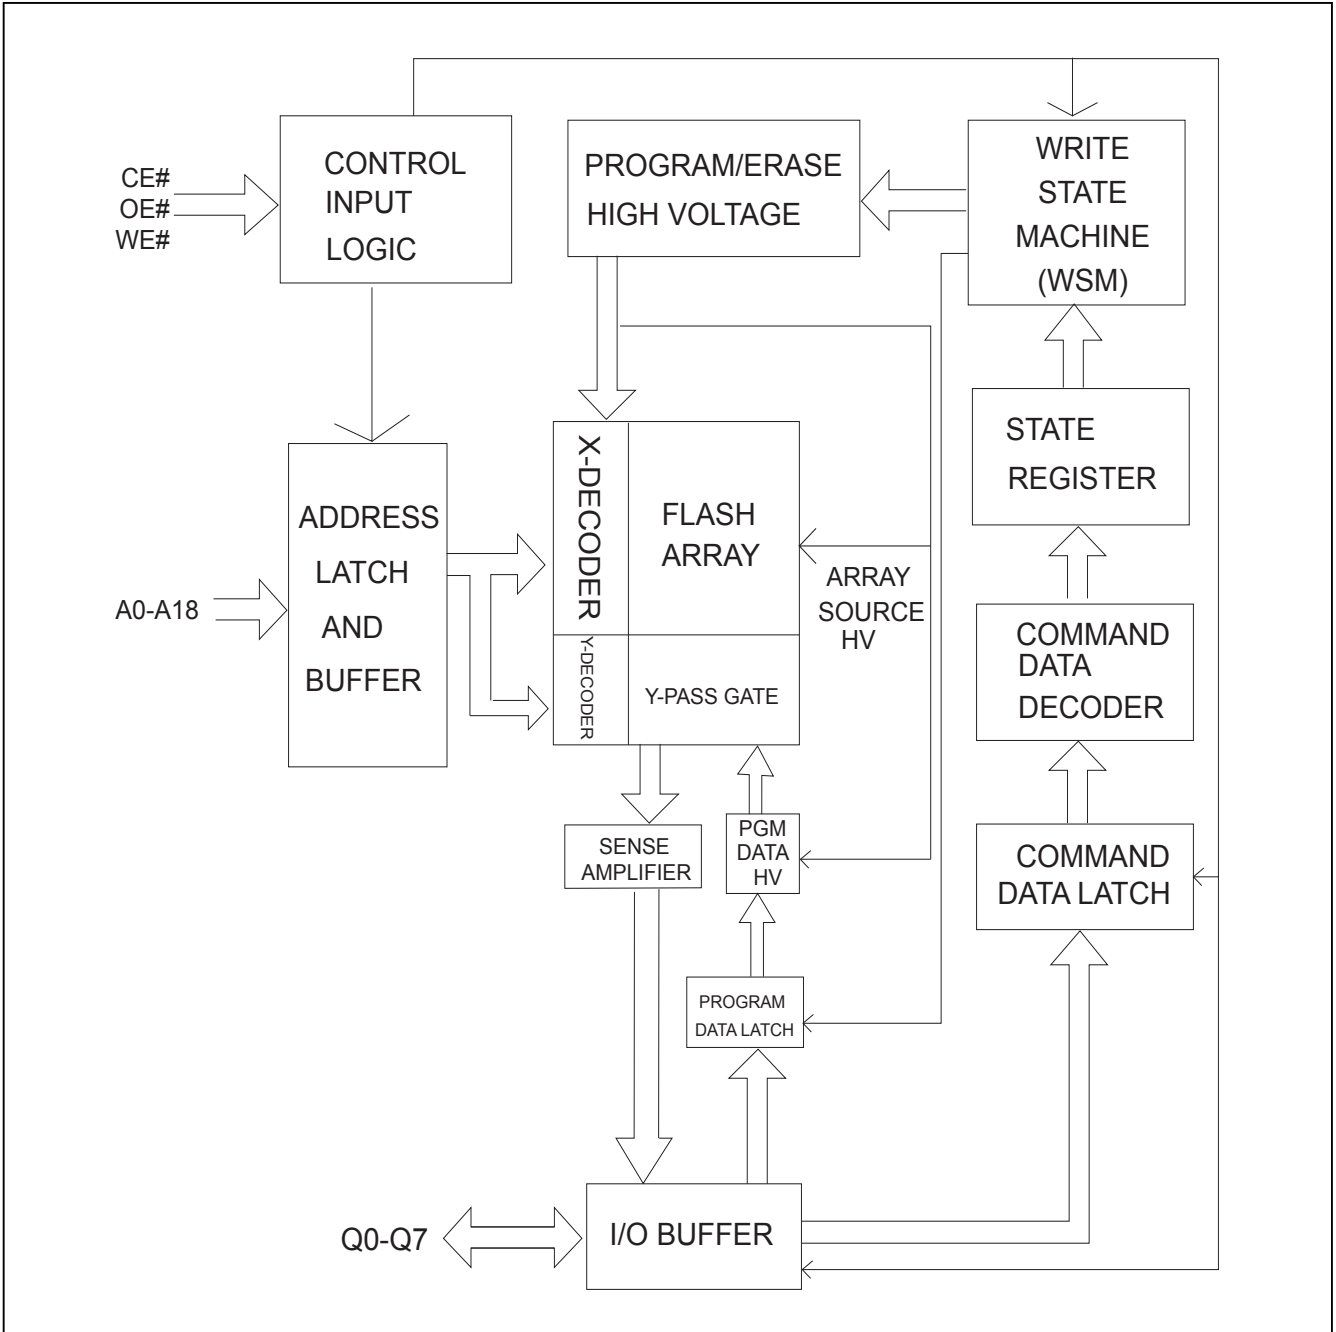 CE#
OE#
WE#
CONTROL
INPUT
LOGIC
PROGRAM/ERASE
HIGH VOLTAGE
WRITE
STATE
MACHINE
(WSM)
STATE
REGISTER
ADDRESS
LATCH
AND
BUFFER
A0-A18
X-DECODER
FLASH
ARRAY
Y-DECODER
Y-PASS GATE
ARRAY
SOURCE
HV
COMMAND
DATA
DECODER
SENSE
AMPLIFIER
PGM
DATA
HV
COMMAND
DATA LATCH
PROGRAM
DATA LATCH
Q0-Q7
I/O BUFFER